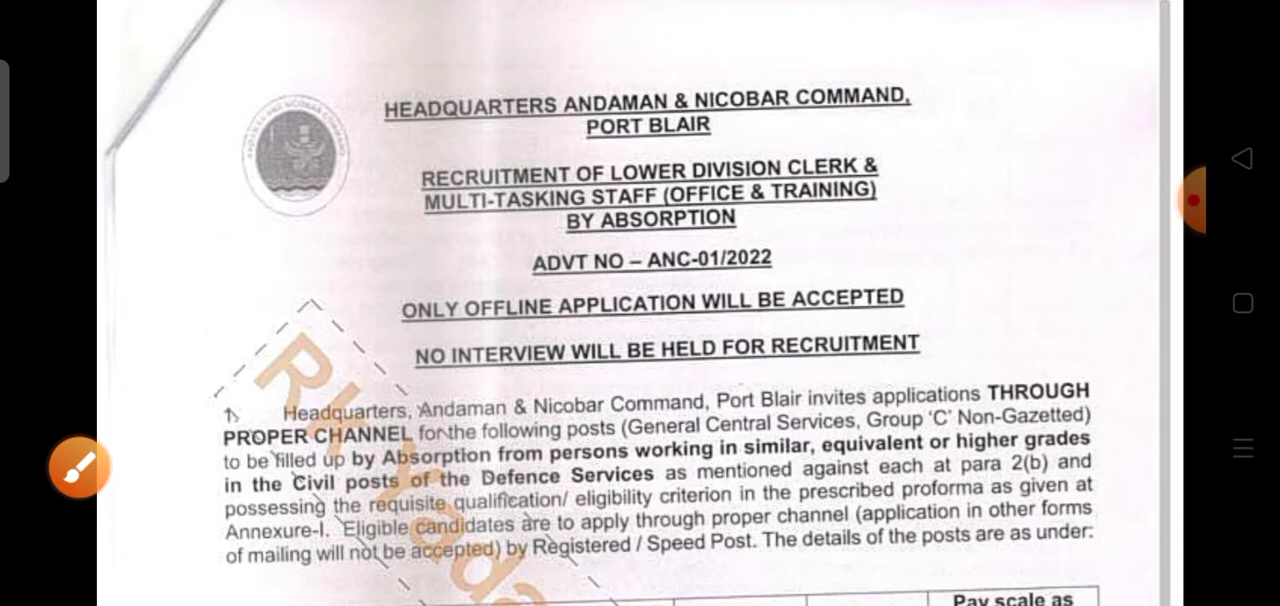 HEADQUARTERS ANDAMAN & NICOBAR COMMAND,
PORT BLAIR
RECRUITMENT OF LOWER DIVISION CLERK &
MULTI-TASKING STAFF (OFFICE & TRAINING)
BY ABSORPTION
ADVT NO – ANC-01/2022
ONLY OFFLINE APPLICATION WILL BE ACCEPTED
NO INTERVIEW WILL BE HELD FOR RECRUITMENT
1. Headquarters, Andaman & Nicobar Command, Port Blair invites applications THROUGH
PROPER CHANNEL for the following posts (General Central Services, Group 'C' Non-Gazetted)
to be filled up by Absorption from persons working in similar, equivalent or higher grades
in the Civil posts of the Defence Services as mentioned against each at para 2(b) and
possessing the requisite qualification/ eligibility criterion in the prescribed proforma as given at
Annexure-I. Eligible candidates are to apply through proper channel (application in other forms
of mailing will not be accepted) by Registered / Speed Post. The details of the posts are as under:
Pay scale as